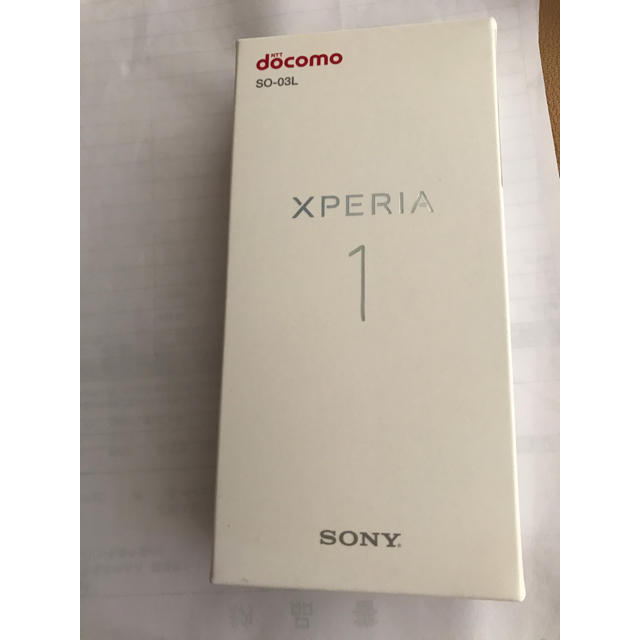 NTT
docomo
SO-03L
XPERIA
1
SONY